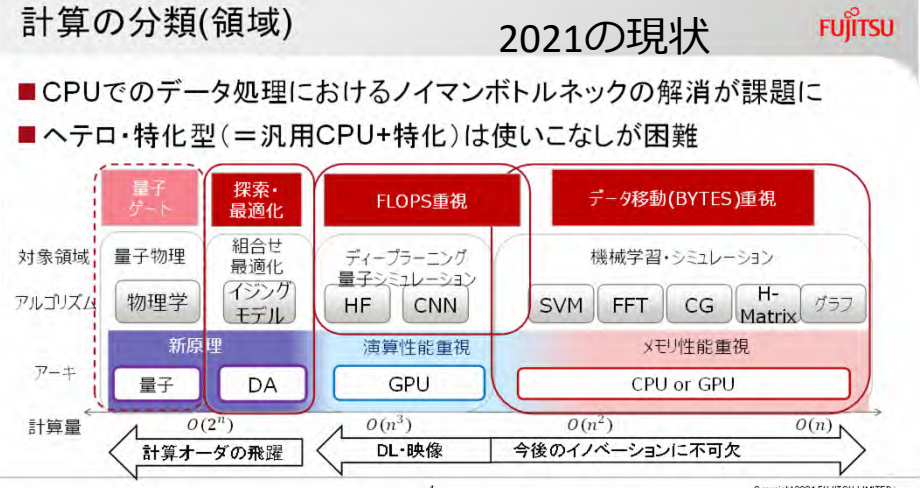 計算の分類(領域)
2021の現状
FUJITSU
■CPUでのデータ処理におけるノイマンボトルネックの解消が課題に
■ヘテロ・特化型(=汎用CPU+特化)は使いこなしが困難
量子
ゲート
探索・
最適化
FLOPS重視
データ移動(BYTES)重視
対象領域
量子物理
組合せ
最適化
ディープラーニング
量子シミュレーション
機械学習・シミュレーション
アルゴリズム
物理学
イジング
モデル
HF
CNN
SVM
FFT
CG
H-
Matrix
グラフ
新原理
演算性能重視
メモリ性能重視
アーキ
量子
DA
GPU
CPU or GPU
計算量
O(2ⁿ)
O(n³)
O(n²)
O(n)
計算オーダの飛躍
DL・映像
今後のイノベーションに不可欠